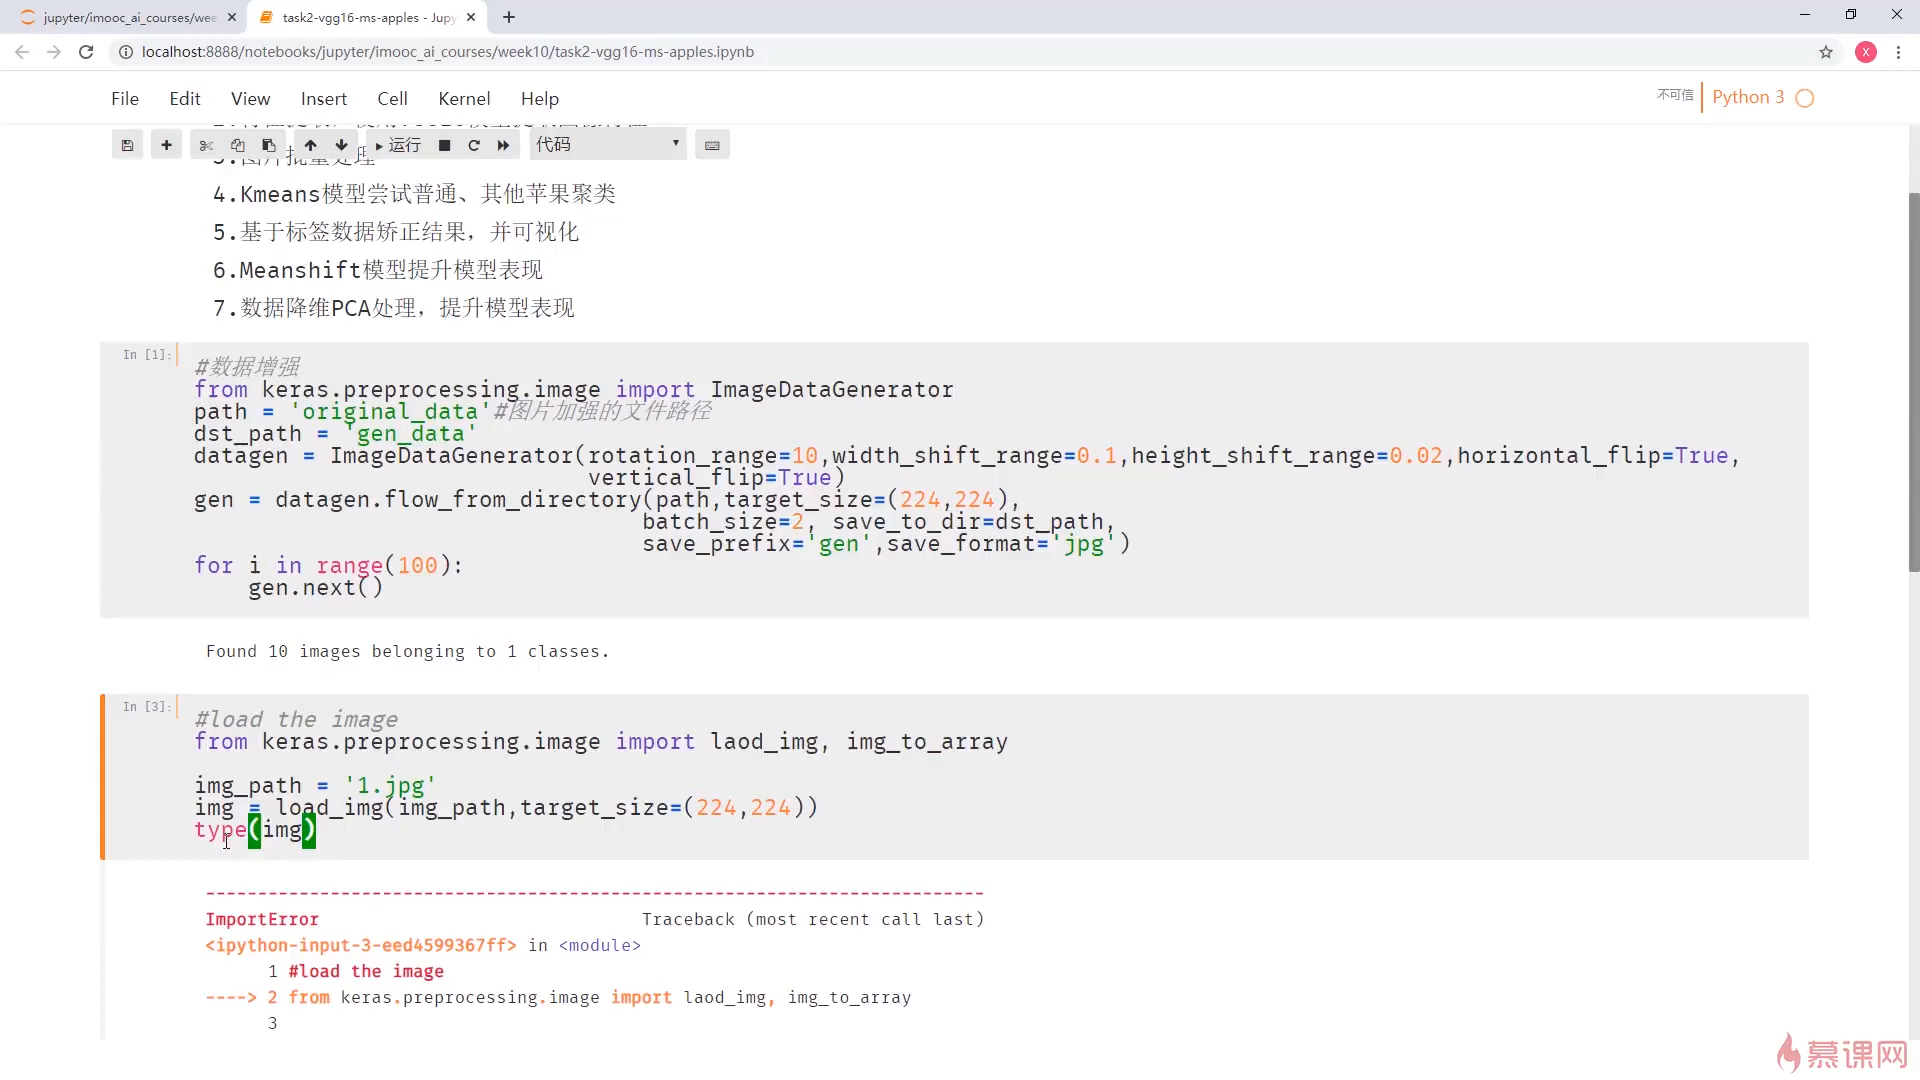 jupyter/imooc_ai_courses/wee
task2-vgg16-ms-apples - Jupy
localhost:8888/notebooks/jupyter/imooc_ai_courses/week10/task2-vgg16-ms-apples.ipynb
X
File Edit View Insert Cell Kernel Help
不可信
Python 3
运行
代码
3.图片批量处理
4.Kmeans模型尝试普通、其他苹果聚类
5.基于标签数据矫正结果，并可视化
6.Meanshift模型提升模型表现
7.数据降维PCA处理，提升模型表现
In [1]:
#数据增强
from keras.preprocessing.image import ImageDataGenerator
path = 'original_data'#图片加强的文件路径
dst_path = 'gen_data'
datagen = ImageDataGenerator(rotation_range=10,width_shift_range=0.1,height_shift_range=0.02,horizontal_flip=True,
vertical_flip=True)
gen = datagen.flow_from_directory(path,target_size=(224,224),
batch_size=2, save_to_dir=dst_path,
save_prefix='gen',save_format='jpg')
for i in range(100):
gen.next()
Found 10 images belonging to 1 classes.
In [3]:
#load the image
from keras.preprocessing.image import laod_img, img_to_array
img_path = '1.jpg'
img = load_img(img_path,target_size=(224,224))
type(img)
---------------------------------------------------------------------------
ImportError Traceback (most recent call last)
<ipython-input-3-eed4599367ff> in <module>
1 #load the image
----> 2 from keras.preprocessing.image import laod_img, img_to_array
3
慕课网